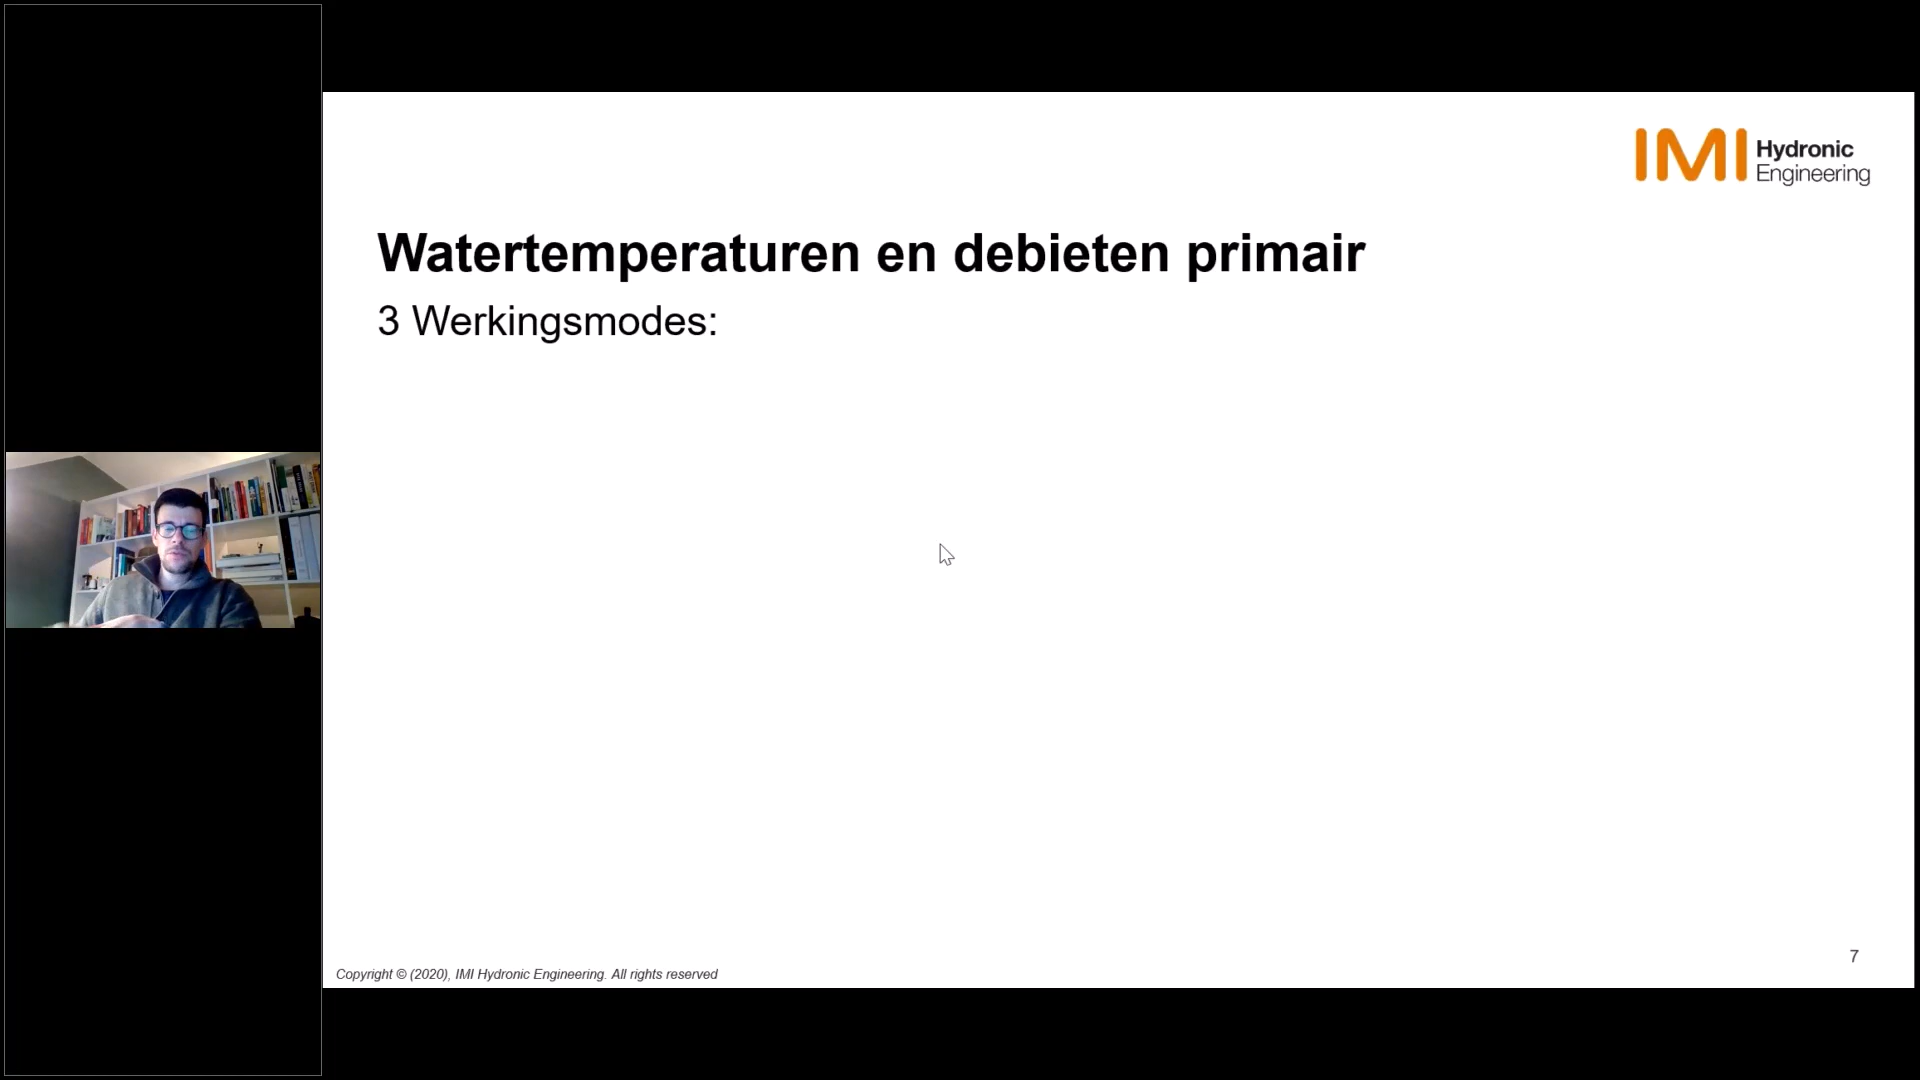 IMI Hydronic
Engineering
Watertemperaturen en debieten primair
3 Werkingsmodes:
7
Copyright © (2020), IMI Hydronic Engineering. All rights reserved